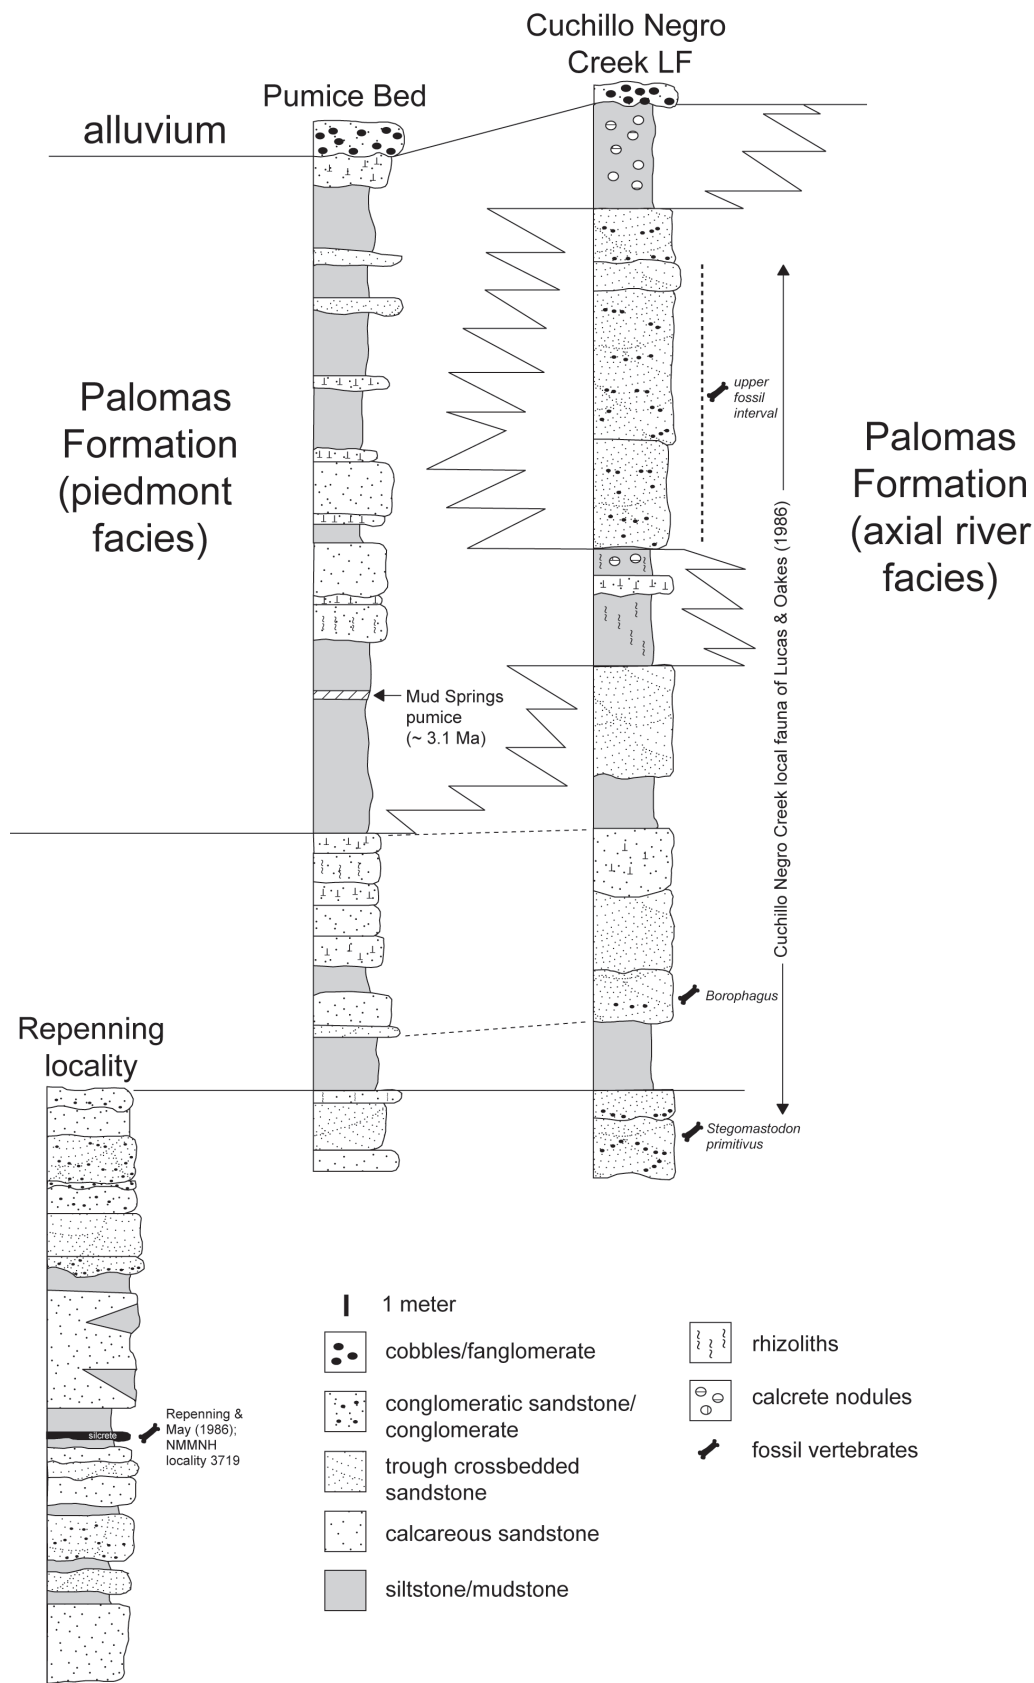 Cuchillo Negro
Creek LF
Pumice Bed
alluvium
Palomas
Formation
(piedmont
facies)
upper
fossil
interval
Palomas
Formation
(axial river
facies)
Cuchillo Negro Creek local fauna of Lucas & Oakes (1986)
Mud Springs
pumice
(~ 3.1 Ma)
Borophagus
Repenning
locality
Stegomastodon
primitivus
Repenning &
May (1986);
NMMNH
locality 3719
silcrete
1 meter
cobbles/fanglomerate
conglomeratic sandstone/
conglomerate
trough crossbedded
sandstone
calcareous sandstone
siltstone/mudstone
rhizoliths
calcrete nodules
fossil vertebrates